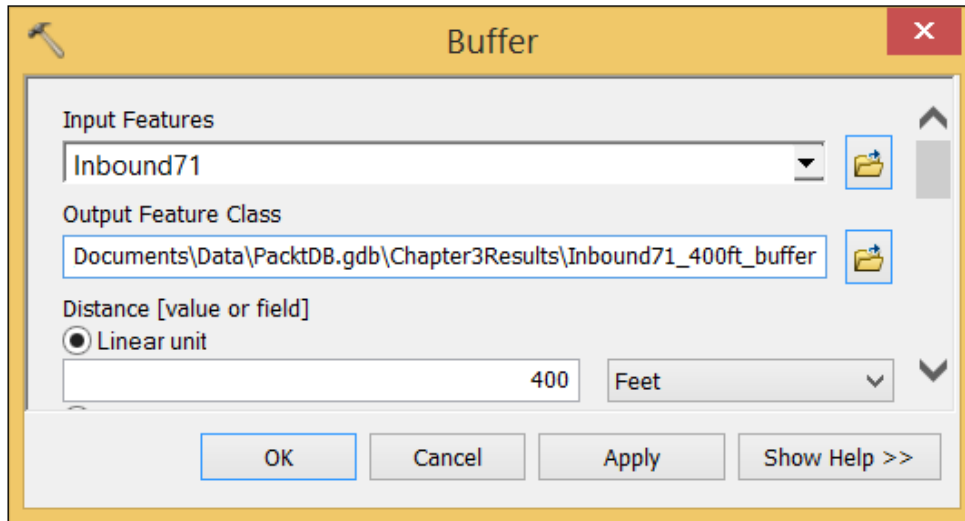 Buffer
Input Features
Inbound71
Output Feature Class
Documents\Data\PacktDB.gdb\Chapter3Results\Inbound71_400ft_buffer
Distance [value or field]
Linear unit
400 Feet
OK Cancel Apply Show Help >>